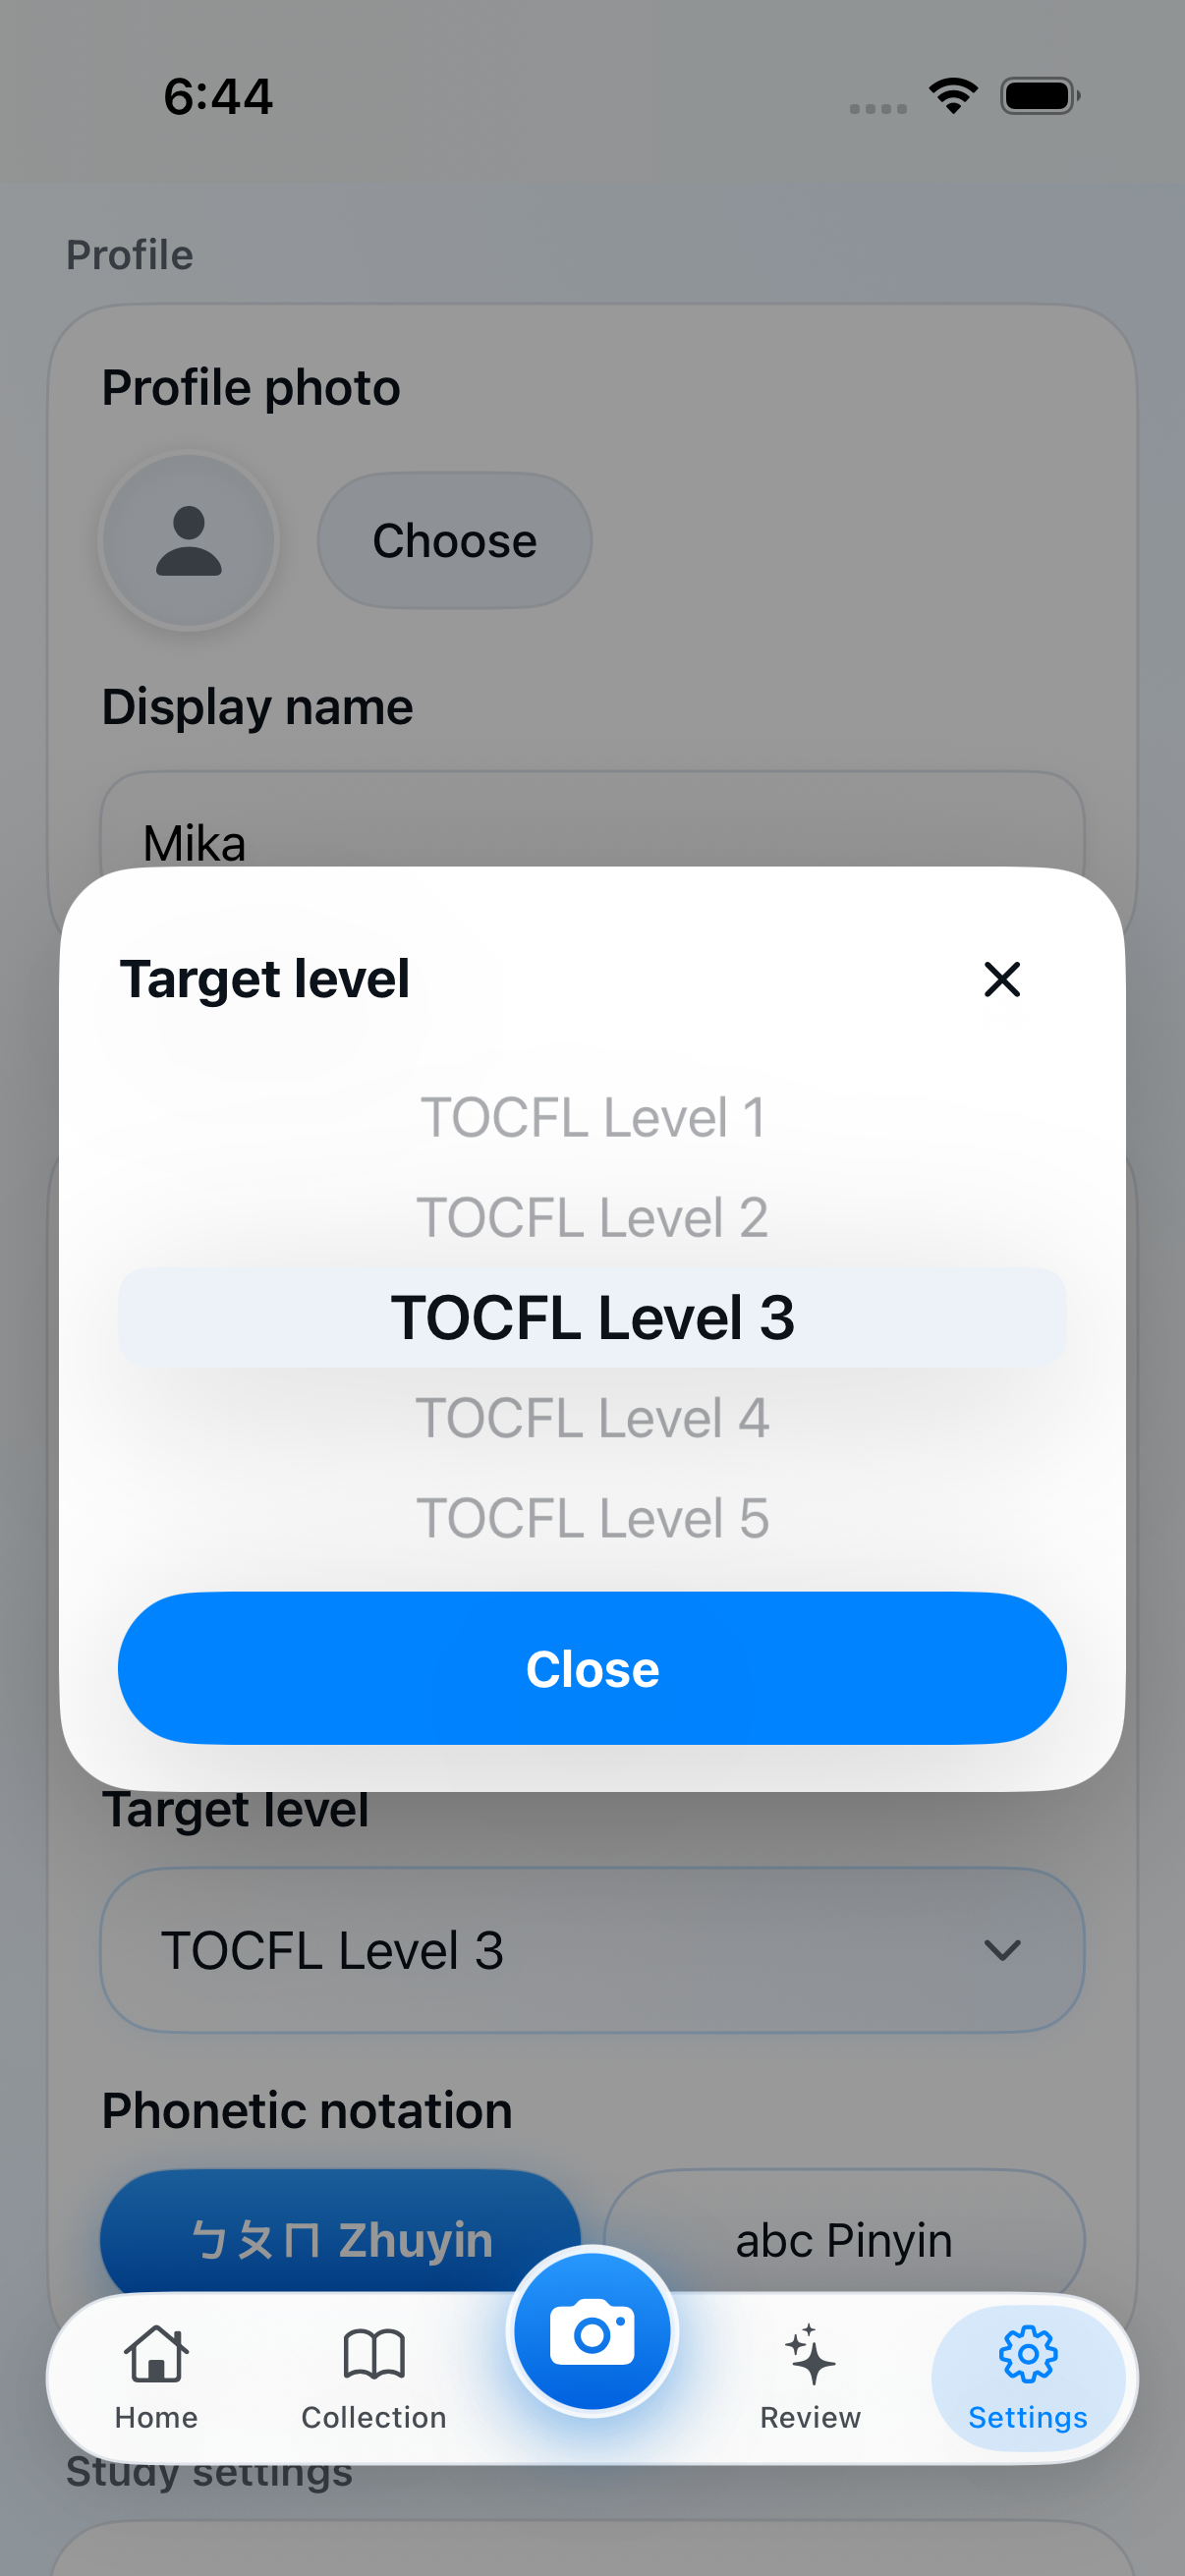 6:44
Profile
Profile photo
Choose
Display name
Mika
Target level
TOCFL Level 1
TOCFL Level 2
TOCFL Level 3
TOCFL Level 4
TOCFL Level 5
Close
Target level
TOCFL Level 3
Phonetic notation
ㄅㄆㄇ Zhuyin
abc Pinyin
Home
Collection
Review
Settings
Study settings